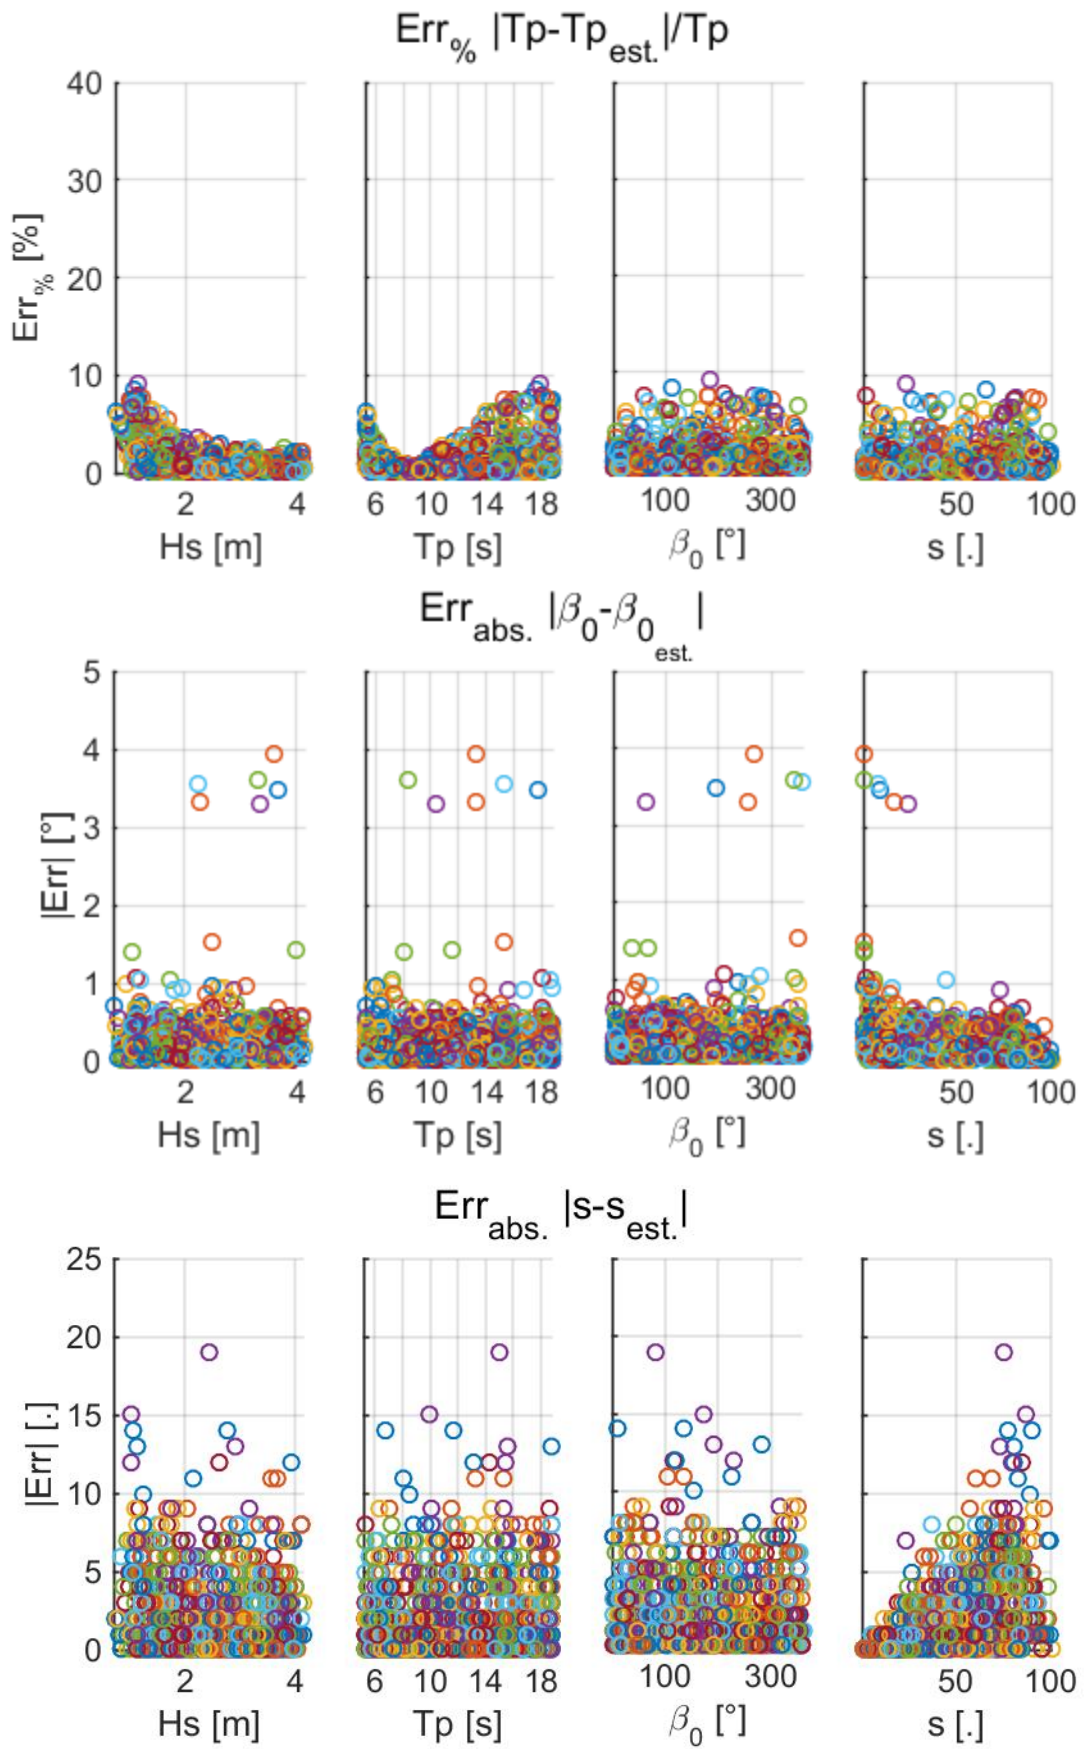 Err% |Tp-Tpest.|/Tp
Err% [%]
40
30
20
10
0
2 4 6 10 14 18 100 300 50 100
Hs [m] Tp [s] β0 [°] s [.]
Errabs. |β0-β0est.|
|Err| [°]
5
4
3
2
1
0
2 4 6 10 14 18 100 300 50 100
Hs [m] Tp [s] β0 [°] s [.]
Errabs. |s-sest.|
|Err| [.]
25
20
15
10
5
0
2 4 6 10 14 18 100 300 50 100
Hs [m] Tp [s] β0 [°] s [.]